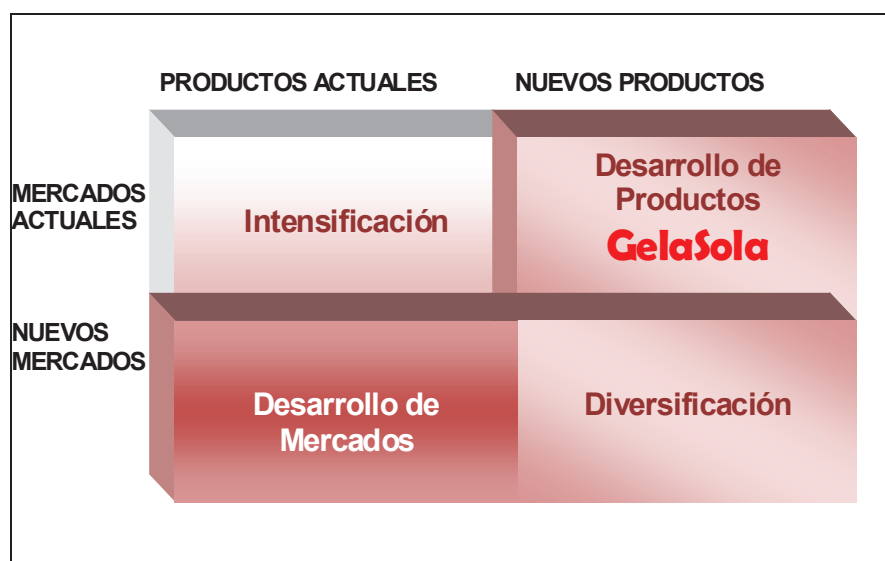 PRODUCTOS ACTUALES
NUEVOS PRODUCTOS
MERCADOS
ACTUALES
Intensificación
Desarrollo de
Productos
GelaSola
NUEVOS
MERCADOS
Desarrollo de
Mercados
Diversificación